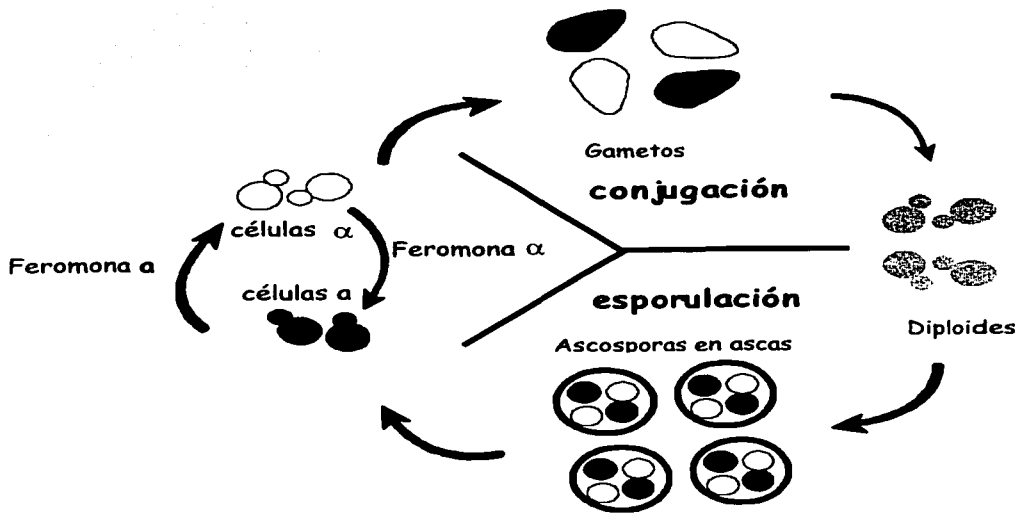 Gametos
conjugación
células α
Feromona a
Feromona α
células a
esporulación
Diploides
Ascosporas en ascas